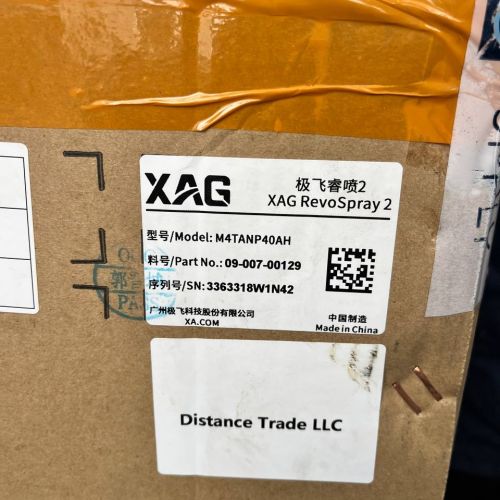 XAG
极飞睿喷2
XAG RevoSpray 2
型号/Model: M4TANP40AH
料号/Part No.: 09-007-00129
序列号/SN: 3363318W1N42
广州极飞科技股份有限公司
XA.COM
中国制造
Made in China
郭
PA
Distance Trade LLC